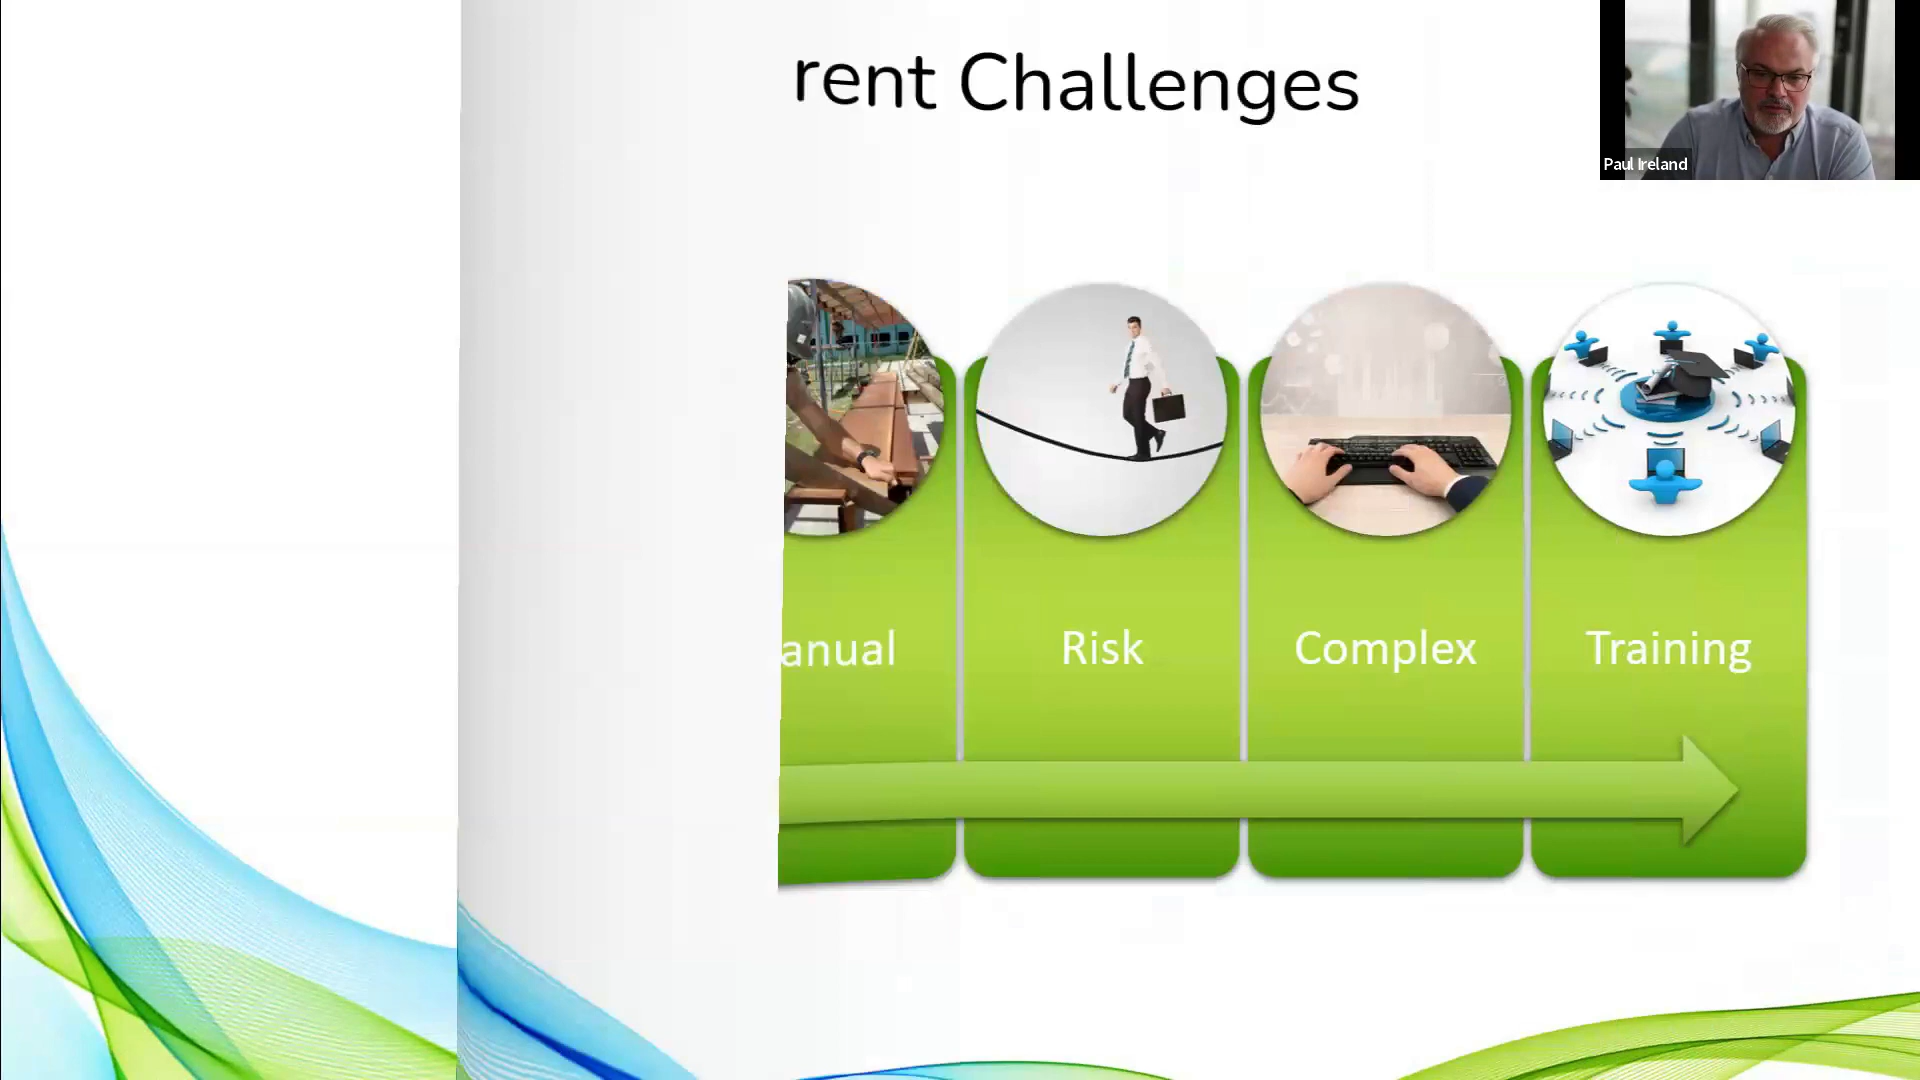 rent Challenges
Paul Ireland
anual
Risk
Complex
Training